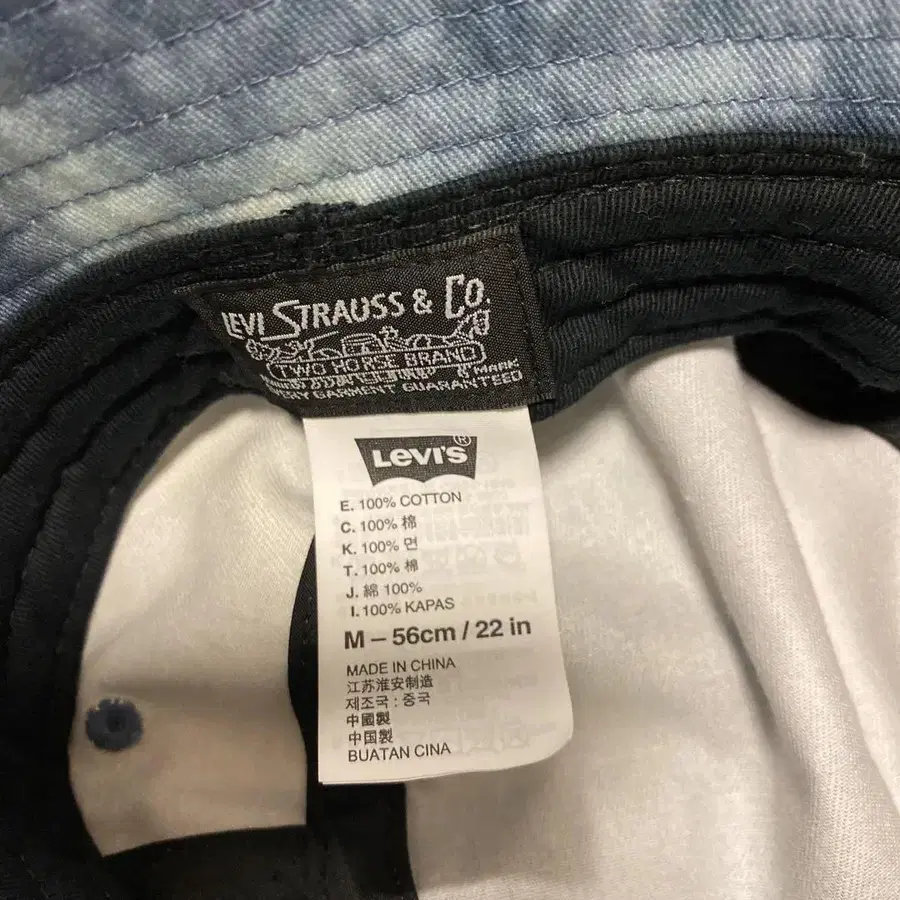 LEVI STRAUSS & CO.
TWO HORSE BRAND
MARK
EVERY GARMENT GUARANTEED
LEVI'S®
E. 100% COTTON
C. 100% 棉
K. 100% 면
T. 100% 棉
J. 綿 100%
I. 100% KAPAS
M – 56cm / 22 in
MADE IN CHINA
江苏淮安制造
제조국 : 중국
中國製
中国製
BUATAN CINA